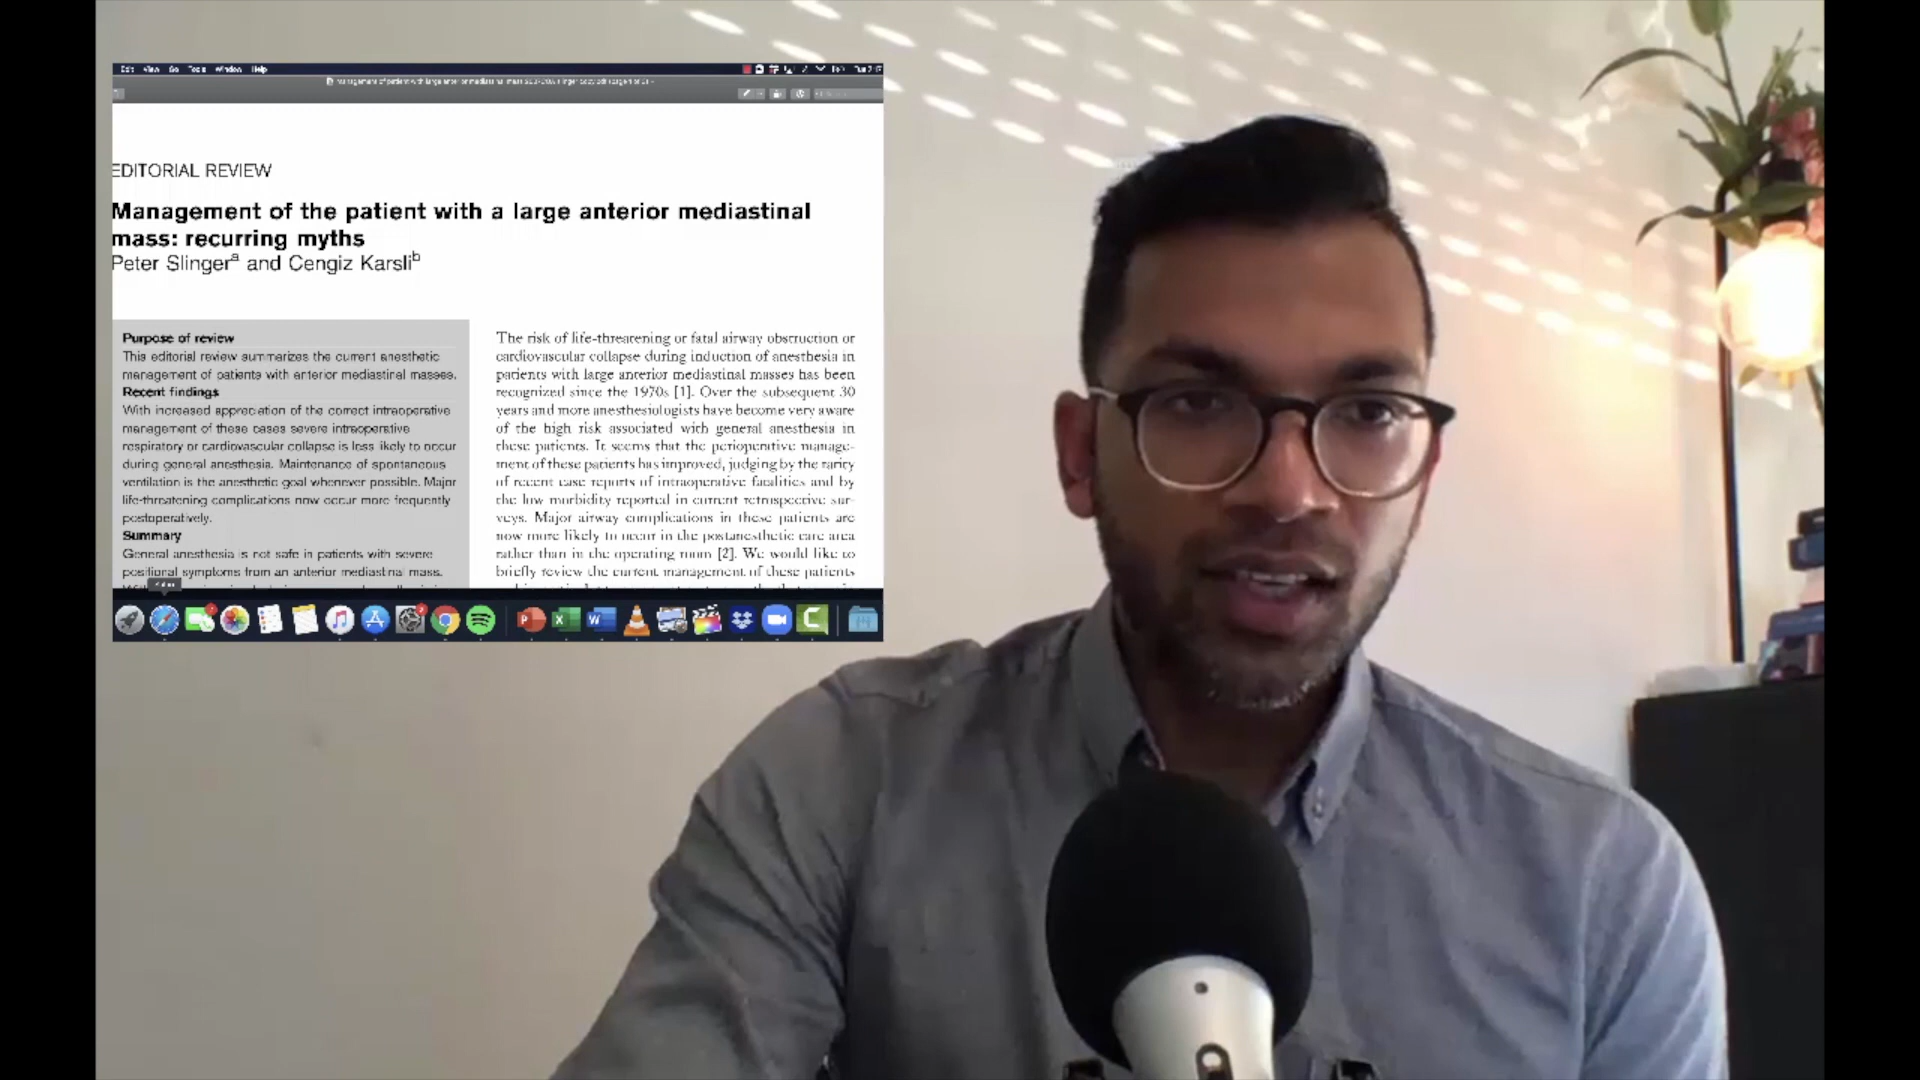 Edit View Go Tools Window Help
EDITORIAL REVIEW
Management of the patient with a large anterior mediastinal
mass: recurring myths
Peter Slingerᵃ and Cengiz Karsliᵇ
Purpose of review
This editorial review summarizes the current anesthetic
management of patients with anterior mediastinal masses.
Recent findings
With increased appreciation of the correct intraoperative
management of these cases severe intraoperative
respiratory or cardiovascular collapse is less likely to occur
during general anesthesia. Maintenance of spontaneous
ventilation is the anesthetic goal whenever possible. Major
life-threatening complications now occur more frequently
postoperatively.
Summary
General anesthesia is not safe in patients with severe
positional symptoms from an anterior mediastinal mass.
The risk of life-threatening or fatal airway obstruction or
cardiovascular collapse during induction of anesthesia in
patients with large anterior mediastinal masses has been
recognized since the 1970s [1]. Over the subsequent 30
years and more anesthesiologists have become very aware
of the high risk associated with general anesthesia in
these patients. It seems that the perioperative manage-
ment of these patients has improved, judging by the rarity
of recent case reports of intraoperative fatalities and by
the low morbidity reported in current retrospective sur-
veys. Major airway complications in these patients are
now more likely to occur in the postanesthetic care area
rather than in the operating room [2]. We would like to
briefly review the current management of these patients